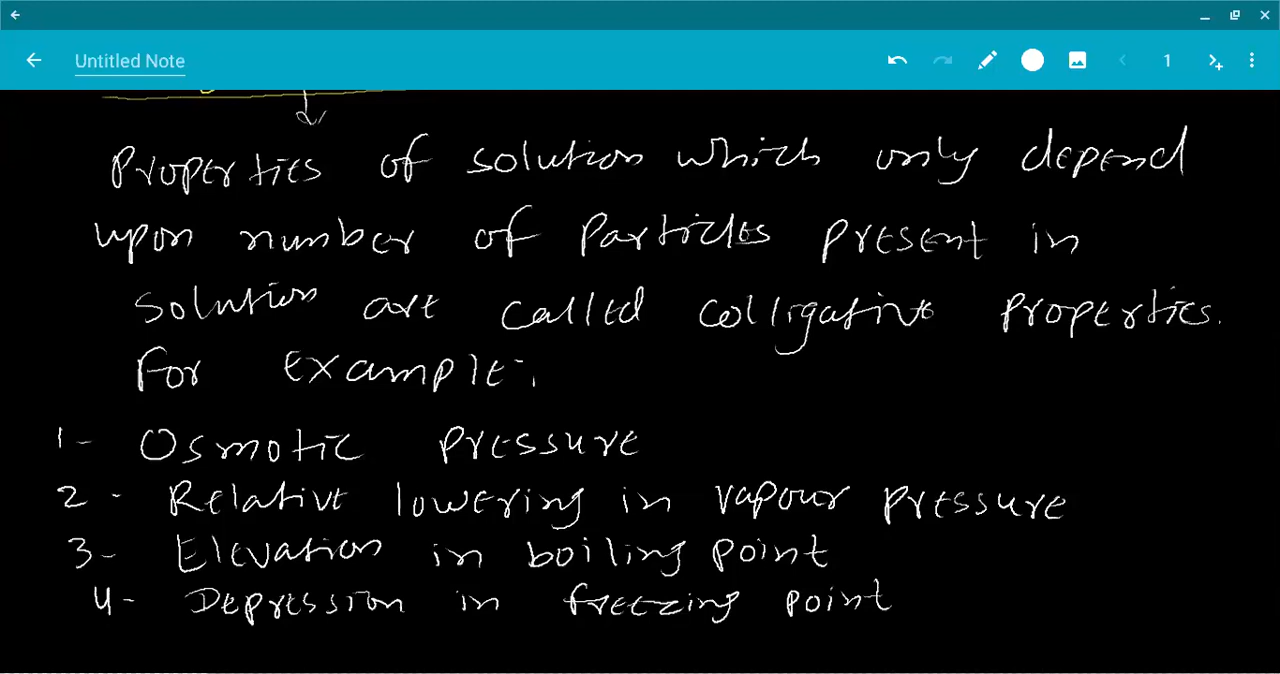 Untitled Note
1
Properties of solution which only depend
upon number of particles present in
solution are called colligative properties.
For example:
1- Osmotic pressure
2- Relative lowering in vapour pressure
3- Elevation in boiling point
4- Depression in freezing point